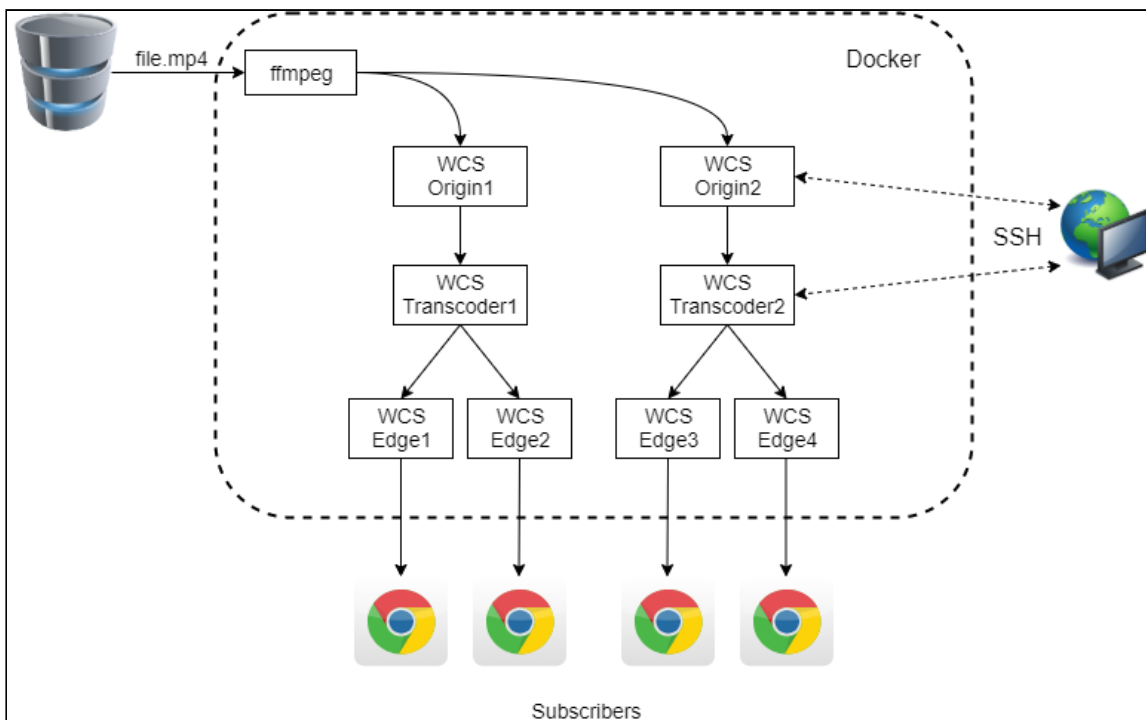 file.mp4
ffmpeg
Docker
WCS
Origin1
WCS
Origin2
SSH
WCS
Transcoder1
WCS
Transcoder2
WCS
Edge1
WCS
Edge2
WCS
Edge3
WCS
Edge4
Subscribers